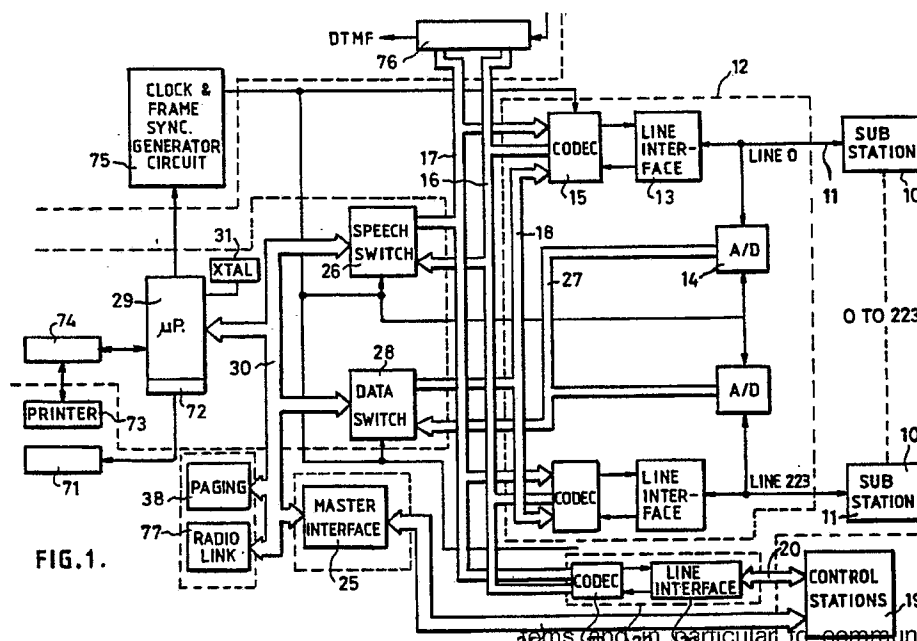 DTMF
76
12
CLOCK &
FRAME
SYNC.
GENERATOR
CIRCUIT
75
17
16
CODEC
15
LINE
INTER-
FACE
13
LINE 0
11
SUB
STATION
10
31
XTAL
SPEECH
SWITCH
26
18
27
A/D
14
29
µP.
74
30
0 TO 223
28
DATA
SWITCH
A/D
72
PRINTER
73
71
10
LINE 223
SUB
STATION
11
38
PAGING
MASTER
INTERFACE
25
CODEC
LINE
INTER-
FACE
77
RADIO
LINK
FIG.1.
CODEC
LINE INTERFACE
20
CONTROL
STATIONS
19